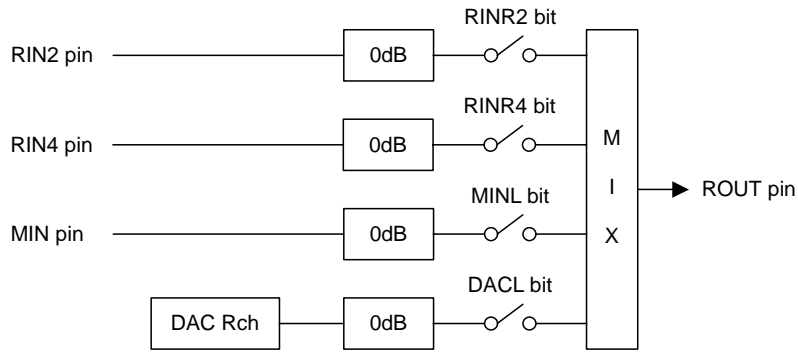 RINR2 bit
RIN2 pin
0dB
RINR4 bit
RIN4 pin
0dB
M
I
X
ROUT pin
MINL bit
MIN pin
0dB
DACL bit
DAC Rch
0dB